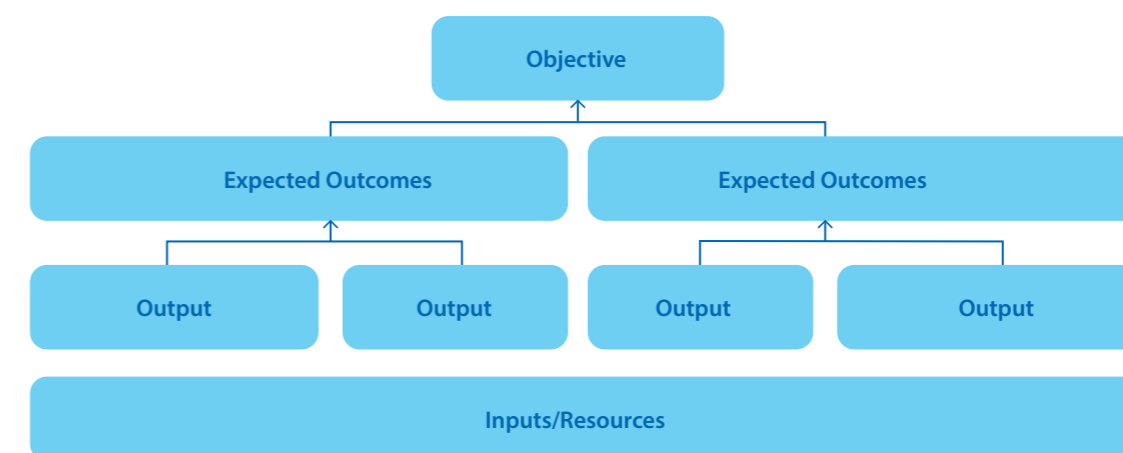 Objective
Expected Outcomes
Expected Outcomes
Output
Output
Output
Output
Inputs/Resources